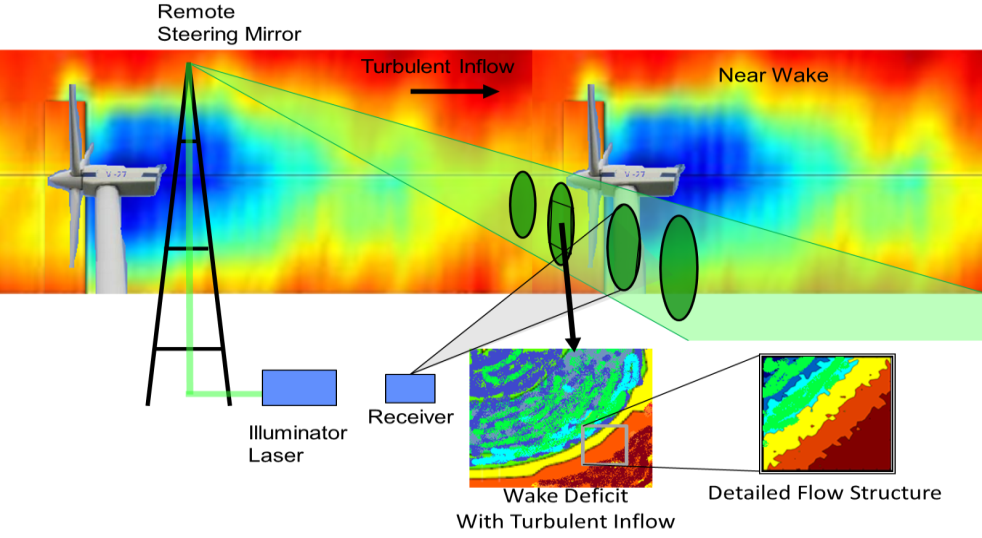 Remote
Steering Mirror
Turbulent Inflow
Near Wake
V-27
V-27
Illuminator
Laser
Receiver
Wake Deficit
With Turbulent Inflow
Detailed Flow Structure